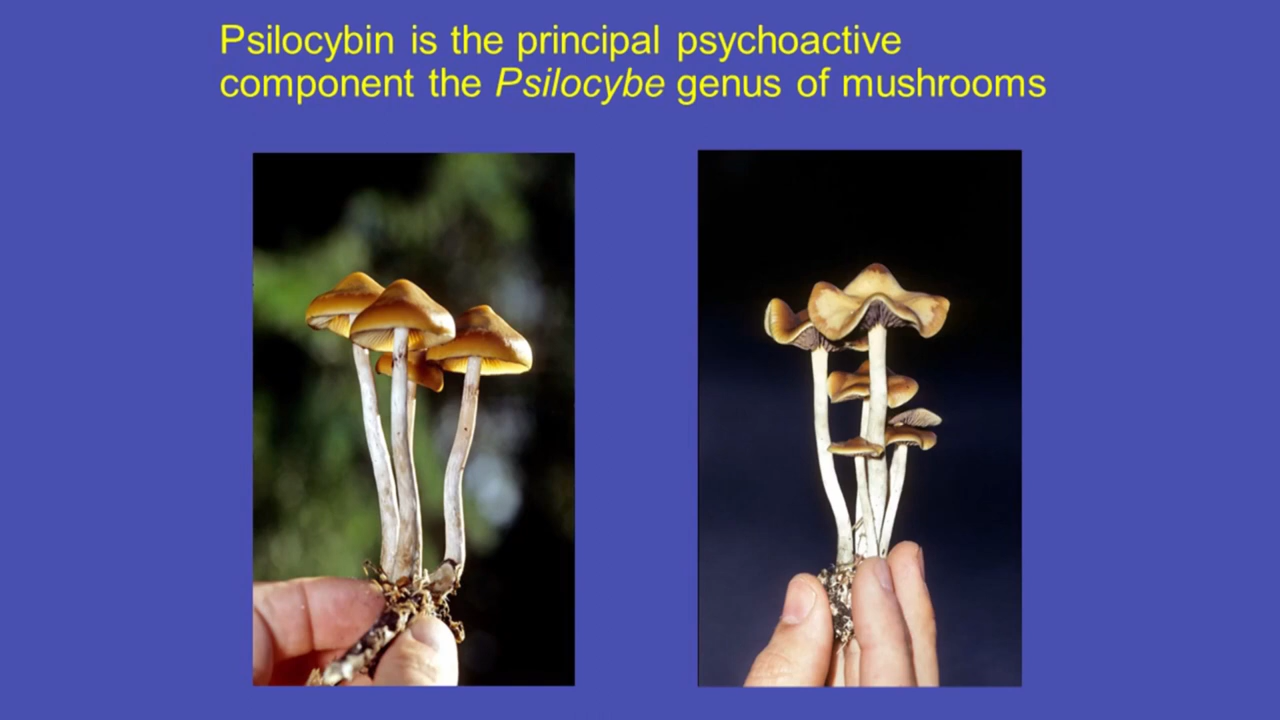 Psilocybin is the principal psychoactive
component the Psilocybe genus of mushrooms